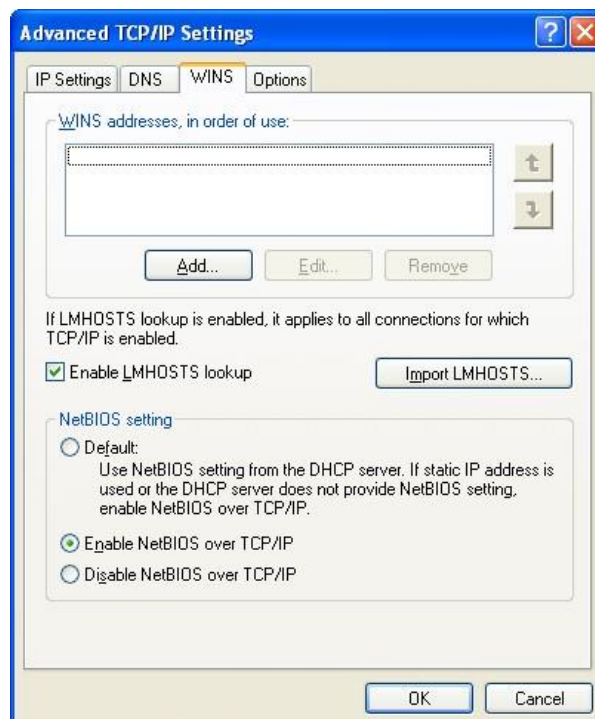 Advanced TCP/IP Settings
IP Settings DNS WINS Options
WINS addresses, in order of use:
Add... Edit... Remove
If LMHOSTS lookup is enabled, it applies to all connections for which
TCP/IP is enabled.
Enable LMHOSTS lookup Import LMHOSTS...
NetBIOS setting
Default:
Use NetBIOS setting from the DHCP server. If static IP address is
used or the DHCP server does not provide NetBIOS setting,
enable NetBIOS over TCP/IP.
Enable NetBIOS over TCP/IP
Disable NetBIOS over TCP/IP
OK Cancel